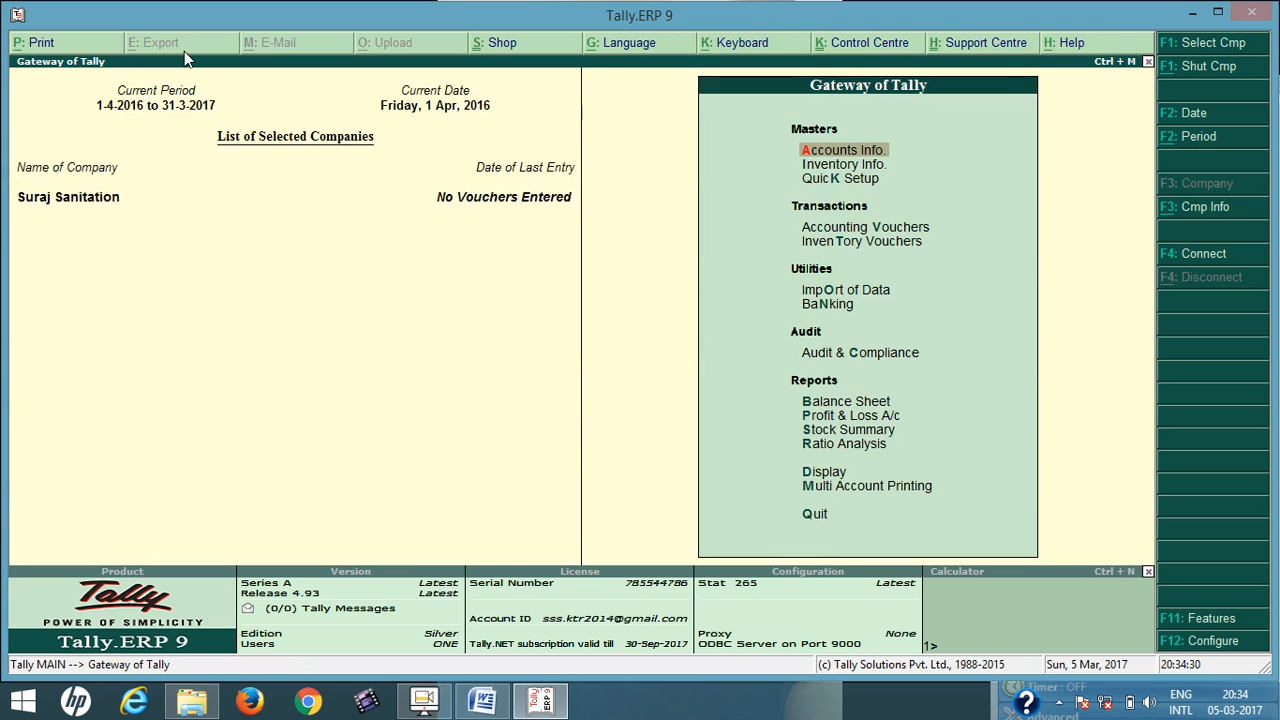 Tally.ERP 9
P: Print E: Export M: E-Mail O: Upload S: Shop G: Language K: Keyboard K: Control Centre H: Support Centre H: Help
Gateway of Tally Ctrl + M
Current Period Current Date
1-4-2016 to 31-3-2017 Friday, 1 Apr, 2016
List of Selected Companies
Name of Company Date of Last Entry
Suraj Sanitation No Vouchers Entered
Gateway of Tally
Masters
Accounts Info.
Inventory Info.
QuicK Setup
Transactions
Accounting Vouchers
InvenTory Vouchers
Utilities
ImpOrt of Data
BaNking
Audit
Audit & Compliance
Reports
Balance Sheet
Profit & Loss A/c
Stock Summary
Ratio Analysis
Display
Multi Account Printing
Quit
F1: Select Cmp
F1: Shut Cmp
F2: Date
F2: Period
F3: Company
F3: Cmp Info
F4: Connect
F4: Disconnect
F11: Features
F12: Configure
Product
Tally
POWER OF SIMPLICITY
Tally.ERP 9
Version
Series A Latest
Release 4.93 Latest
(0/0) Tally Messages
Edition Silver
Users ONE
License
Serial Number 785544786
Account ID sss.ktr2014@gmail.com
Tally.NET subscription valid till 30-Sep-2017
Configuration
Stat 265 Latest
Proxy None
ODBC Server on Port 9000
Calculator Ctrl + N
1>
Tally MAIN --> Gateway of Tally (c) Tally Solutions Pvt. Ltd., 1988-2015 Sun, 5 Mar, 2017 20:34:30
Timer : OFF
Advanced
ENG 20:34
INTL 05-03-2017